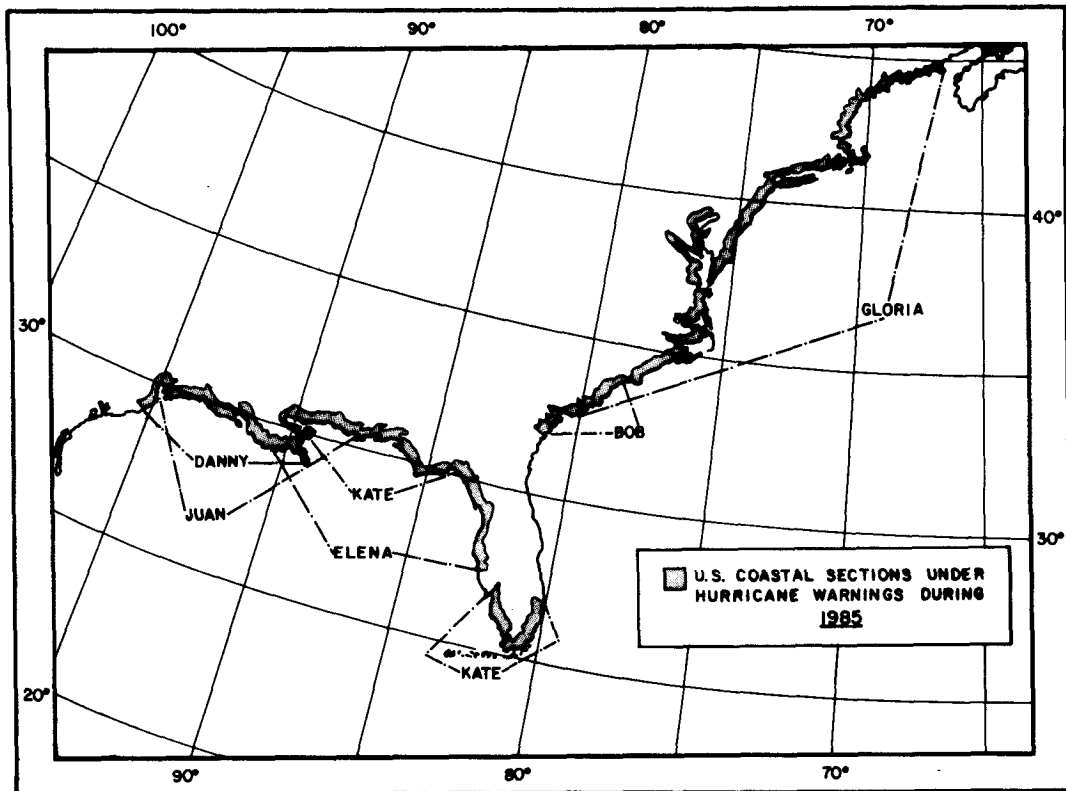 100° 90° 80° 70°
40°
GLORIA
30°
BOB
DANNY
KATE
JUAN
ELENA
30°
U.S. COASTAL SECTIONS UNDER
HURRICANE WARNINGS DURING
1985
KATE
20°
90° 80° 70°